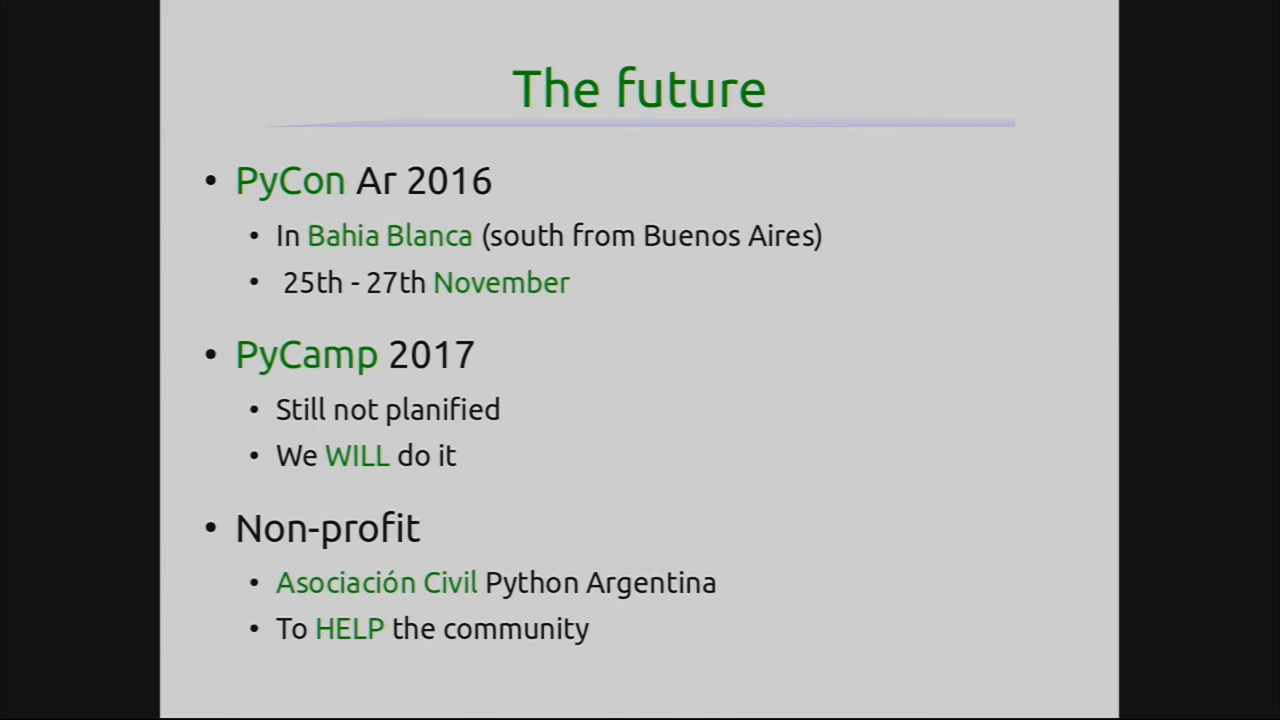 The future
• PyCon Ar 2016
• In Bahia Blanca (south from Buenos Aires)
• 25th - 27th November
• PyCamp 2017
• Still not planified
• We WILL do it
• Non-profit
• Asociación Civil Python Argentina
• To HELP the community